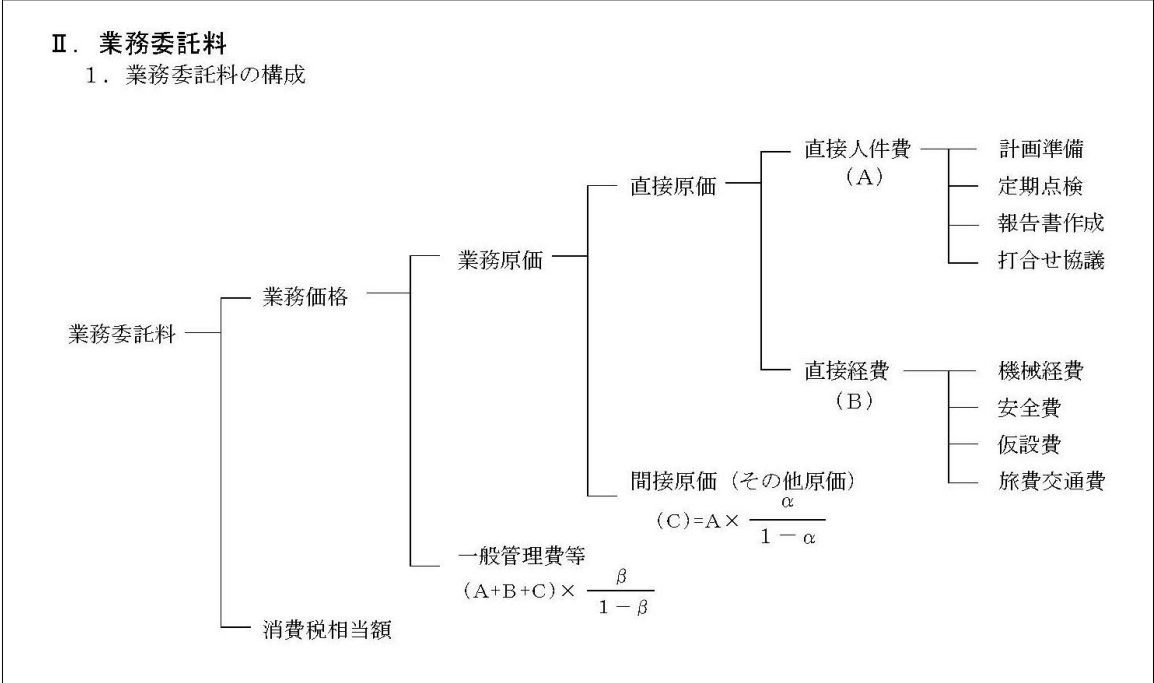 Ⅱ．業務委託料
１．業務委託料の構成
直接人件費
（A）
計画準備
定期点検
報告書作成
打合せ協議
直接原価
業務原価
業務価格
業務委託料
直接経費
（B）
機械経費
安全費
仮設費
旅費交通費
間接原価（その他原価）
（C）=A× α
１－α
一般管理費等
（A+B+C）× β
１－β
消費税相当額